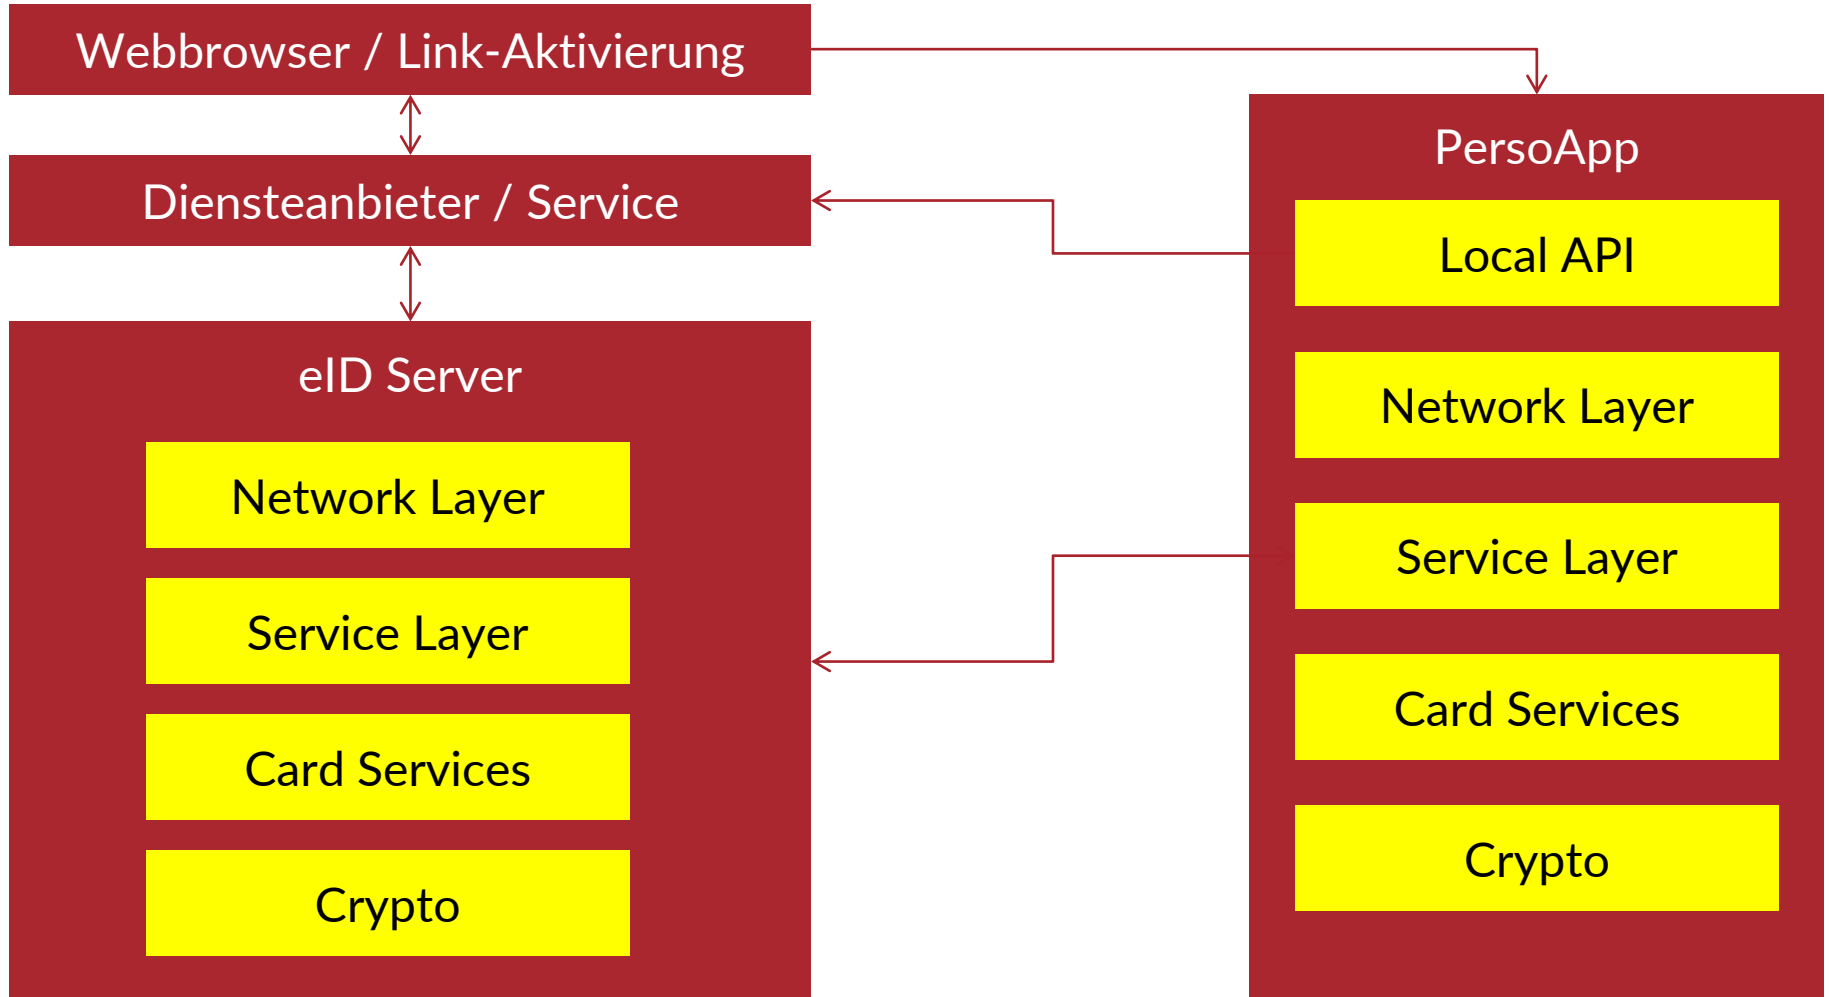 Webbrowser / Link-Aktivierung
Diensteanbieter / Service
eID Server
Network Layer
Service Layer
Card Services
Crypto
PersoApp
Local API
Network Layer
Service Layer
Card Services
Crypto